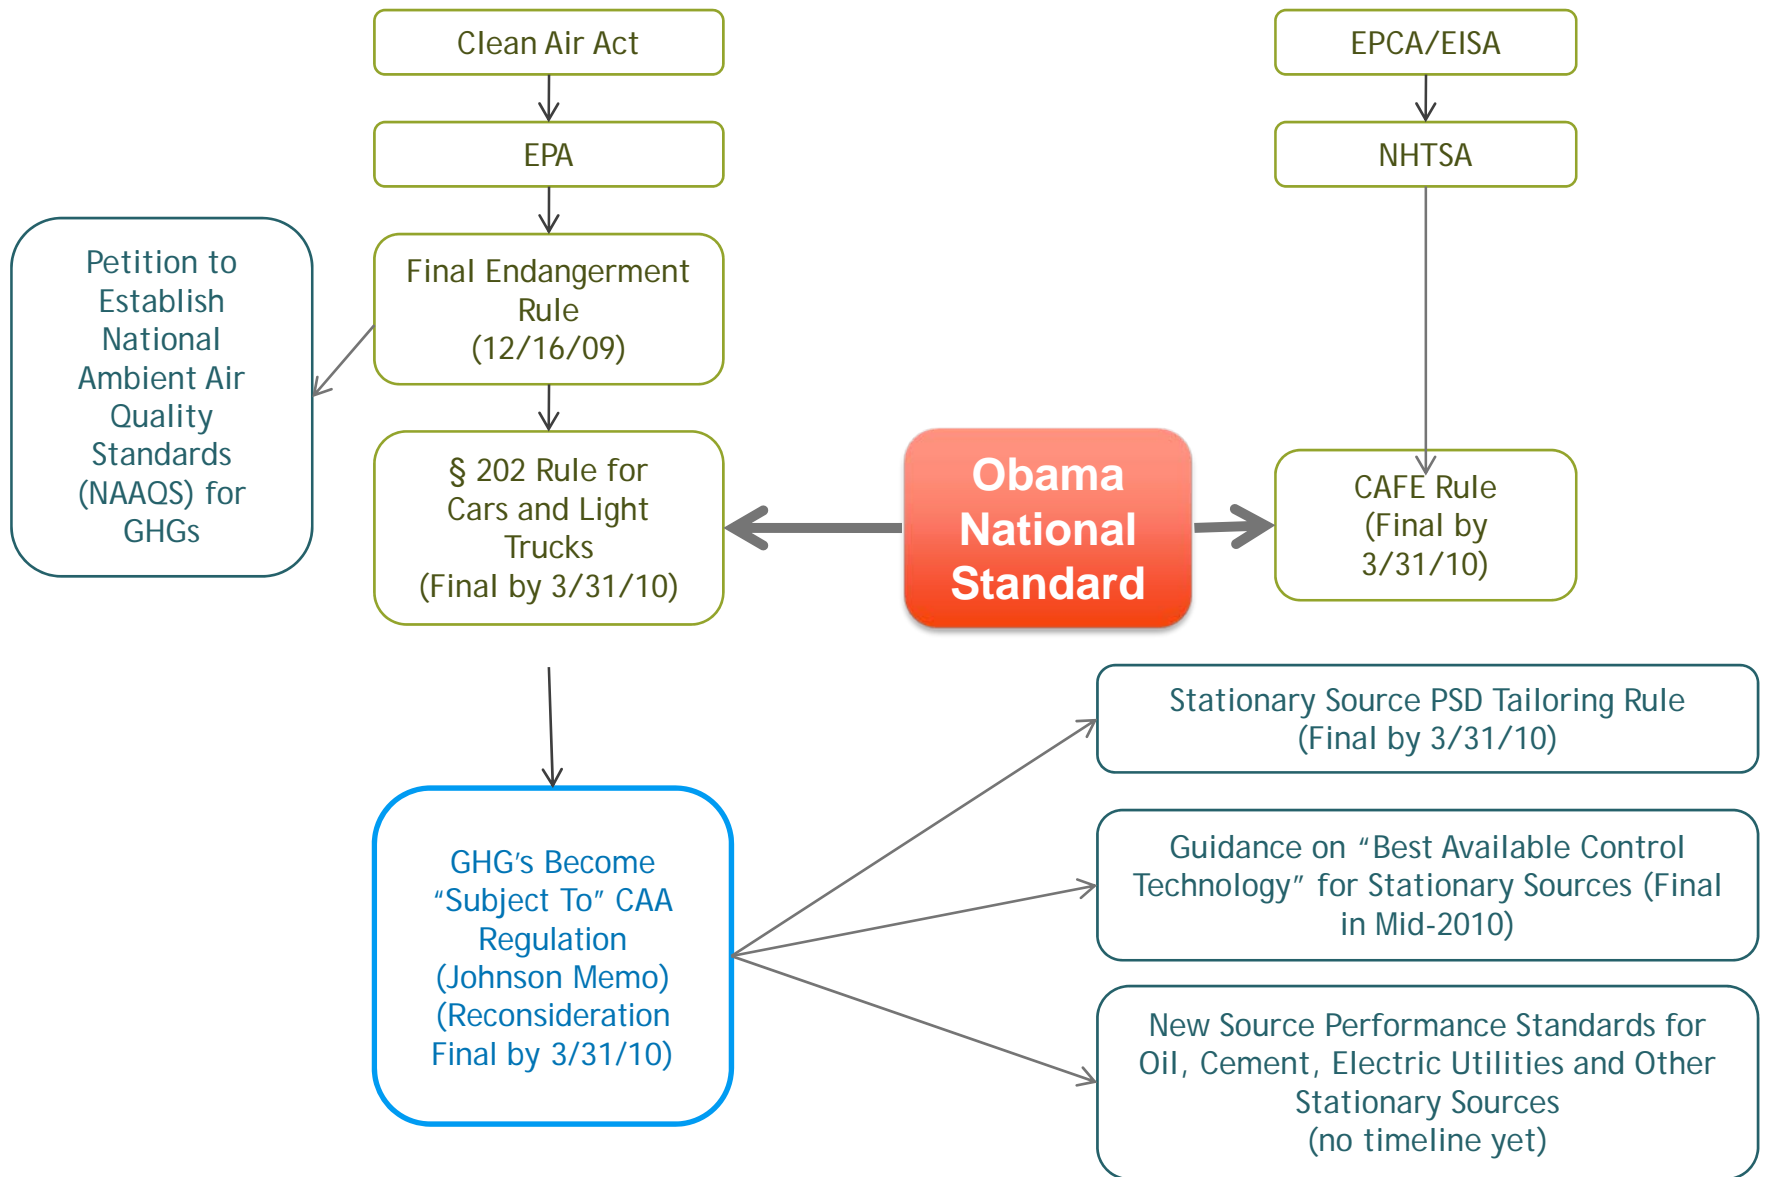 Clean Air Act
EPCA/EISA
EPA
NHTSA
Petition to
Establish
National
Ambient Air
Quality
Standards
(NAAQS) for
GHGs
Final Endangerment
Rule
(12/16/09)
§ 202 Rule for
Cars and Light
Trucks
(Final by 3/31/10)
Obama
National
Standard
CAFE Rule
(Final by
3/31/10)
GHG’s Become
“Subject To” CAA
Regulation
(Johnson Memo)
(Reconsideration
Final by 3/31/10)
Stationary Source PSD Tailoring Rule
(Final by 3/31/10)
Guidance on “Best Available Control
Technology” for Stationary Sources (Final
in Mid-2010)
New Source Performance Standards for
Oil, Cement, Electric Utilities and Other
Stationary Sources
(no timeline yet)